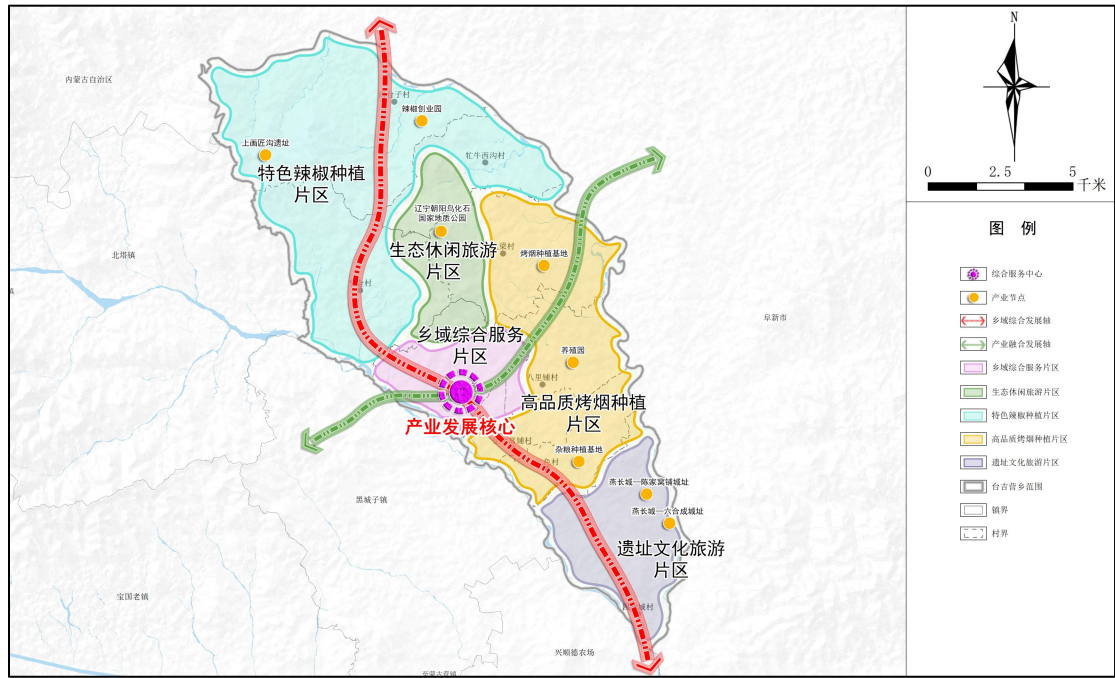 内蒙古自治区
辣椒创业园
上画匠沟遗址
牤牛西沟村
特色辣椒种植
片区
辽宁朝阳鸟化石
国家地质公园
生态休闲旅游
片区
烤烟种植基地
北塔镇
阜新市
乡域综合服务
片区
养殖园
八里铺村
高品质烤烟种植
片区
产业发展核心
杂粮种植基地
燕长城—陈家窝铺城址
燕长城—六合成城址
黑城子镇
遗址文化旅游
片区
宝国老镇
兴顺德农场
至蒙古营镇
N
0 2.5 5
千米
图 例
综合服务中心
产业节点
乡域综合发展轴
产业融合发展轴
乡域综合服务片区
生态休闲旅游片区
特色辣椒种植片区
高品质烤烟种植片区
遗址文化旅游片区
台吉营乡范围
镇界
村界